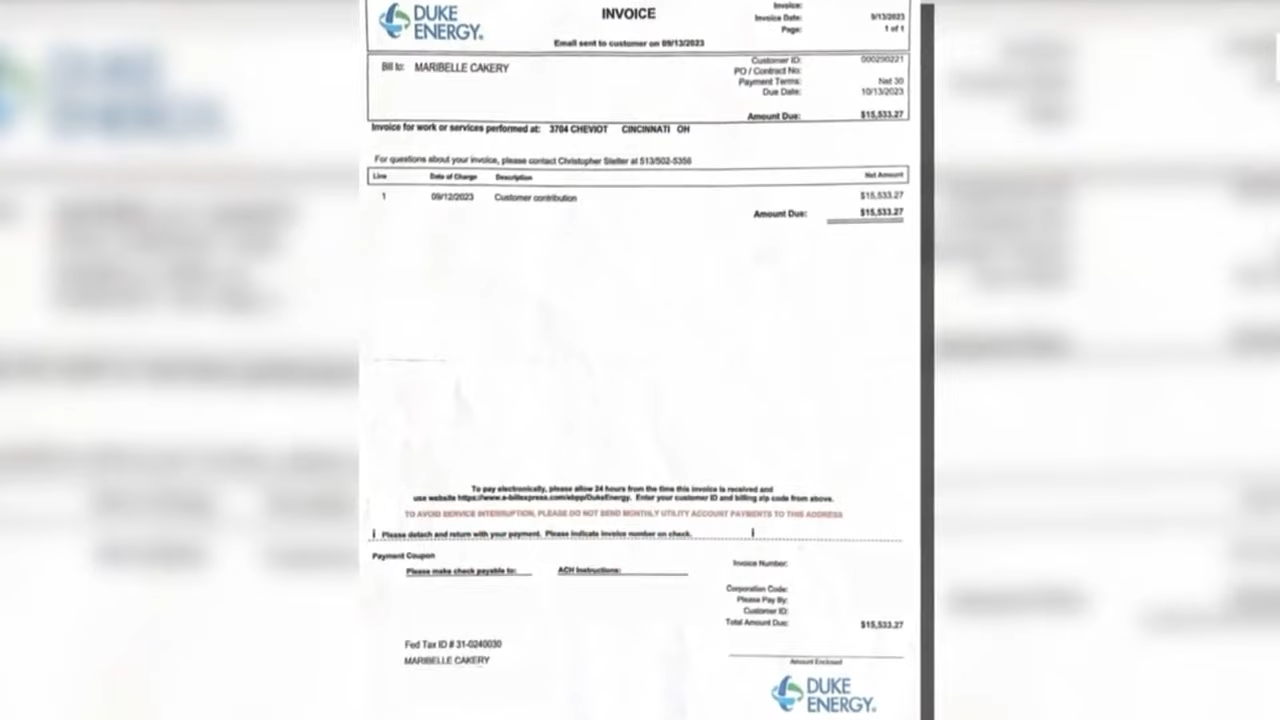 DUKE ENERGY®
INVOICE
Invoice:
Invoice Date: 9/13/2023
Page: 1 of 1
Email sent to customer on 09/13/2023
Bill to: MARIBELLE CAKERY
Customer ID: 000290221
PO / Contract No:
Payment Terms: Net 30
Due Date: 10/13/2023
Amount Due: $15,533.27
Invoice for work or services performed at: 3704 CHEVIOT CINCINNATI OH
For questions about your invoice, please contact Christopher at 513/502-5356
Line Date of Charge Description Net Amount
1 09/12/2023 Customer contribution $15,533.27
Amount Due: $15,533.27
To pay electronically, please allow 24 hours from the time this invoice is received and
use website https://www.e-billexpress.com/ebpp/DukeEnergy. Enter your customer ID and billing zip code from above.
TO AVOID SERVICE INTERRUPTION, PLEASE DO NOT SEND MONTHLY UTILITY ACCOUNT PAYMENTS TO THIS ADDRESS
Please detach and return with your payment. Please indicate invoice number on check.
Payment Coupon
Please make check payable to:
ACH Instructions:
Invoice Number:
Corporation Code:
Please Pay By:
Customer ID:
Total Amount Due: $15,533.27
Fed Tax ID # 31-0240030
MARIBELLE CAKERY
Amount Enclosed
DUKE ENERGY®